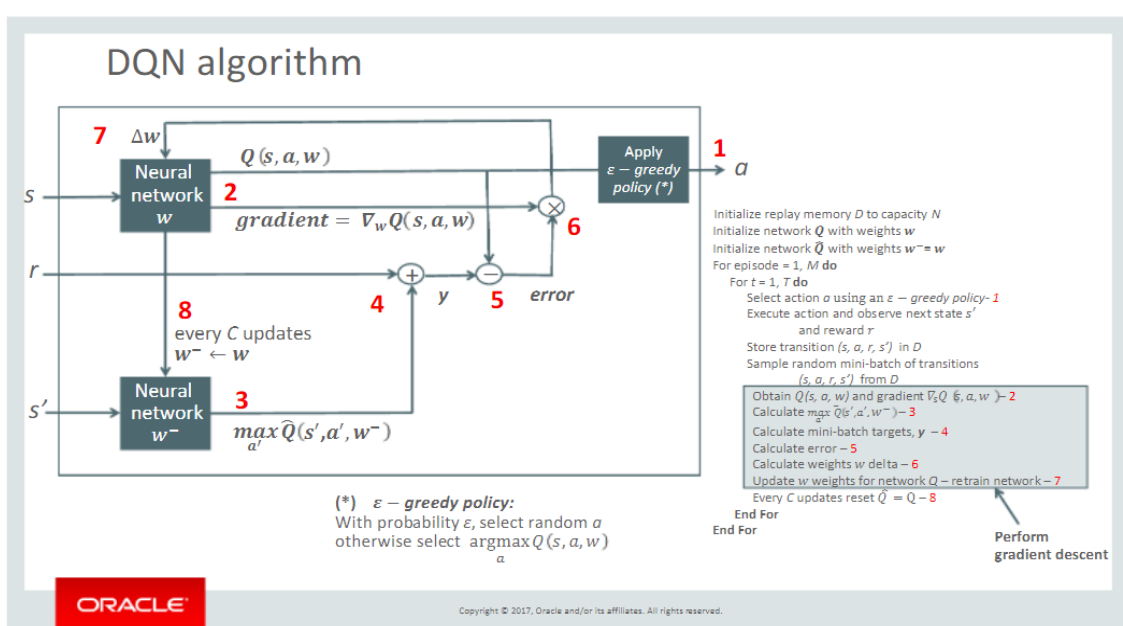 DQN algorithm
7 Δw
Q(s, a, w)
1
Apply
ε − greedy
policy (*)
a
Neural
network
w
s
2
gradient = ∇wQ(s, a, w)
6
r
4
y
5
error
8
every C updates
w⁻ ← w
Neural
network
w⁻
s′
3
max Q̂(s′,a′, w⁻)
a′
(*) ε − greedy policy:
With probability ε, select random a
otherwise select argmax Q(s, a, w)
a
Initialize replay memory D to capacity N
Initialize network Q with weights w
Initialize network Q̂ with weights w⁻= w
For episode = 1, M do
For t = 1, T do
Select action a using an ε − greedy policy- 1
Execute action and observe next state s′
and reward r
Store transition (s, a, r, s′) in D
Sample random mini-batch of transitions
(s, a, r, s′) from D
Obtain Q(s, a, w) and gradient ∇sQ (s, a, w )– 2
Calculate max Q̂(s′,a′, w⁻) – 3
a′
Calculate mini-batch targets, y – 4
Calculate error – 5
Calculate weights w delta – 6
Update w weights for network Q – retrain network – 7
Every C updates reset Q̂ = Q – 8
End For
End For
Perform
gradient descent
ORACLE
Copyright © 2017, Oracle and/or its affiliates. All rights reserved.